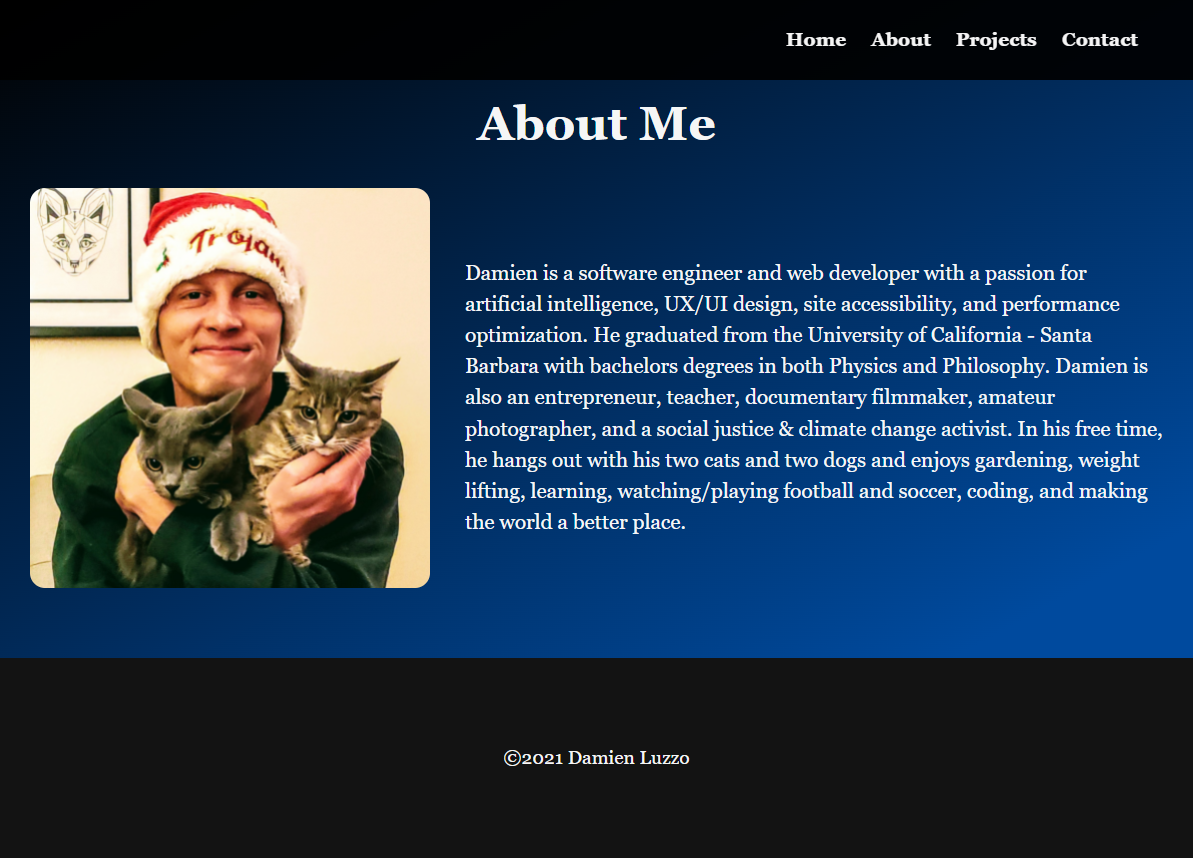 Home About Projects Contact
About Me
Trojans
Damien is a software engineer and web developer with a passion for
artificial intelligence, UX/UI design, site accessibility, and performance
optimization. He graduated from the University of California - Santa
Barbara with bachelors degrees in both Physics and Philosophy. Damien is
also an entrepreneur, teacher, documentary filmmaker, amateur
photographer, and a social justice & climate change activist. In his free time,
he hangs out with his two cats and two dogs and enjoys gardening, weight
lifting, learning, watching/playing football and soccer, coding, and making
the world a better place.
©2021 Damien Luzzo